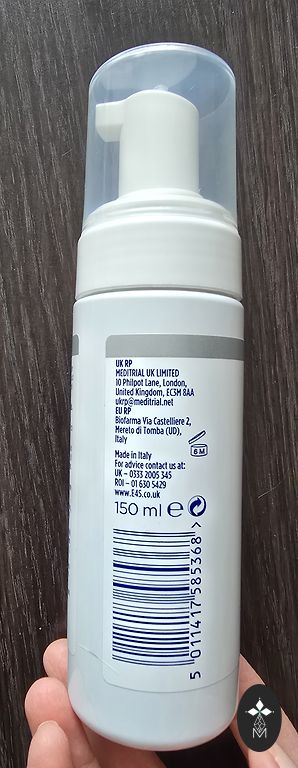 UK RP
MEDITRIAL UK LIMITED
10 Philpot Lane, London,
United Kingdom, EC3M 8AA
ukrp@meditrial.net
EU RP
Biofarma Via Castelliere 2,
Mereto di Tomba (UD),
Italy
6 M
Made in Italy
For advice contact us at:
UK – 0333 2005 345
ROI – 01 630 5429
www.E45.co.uk
150 ml ℮
5 011417 585368 >
M